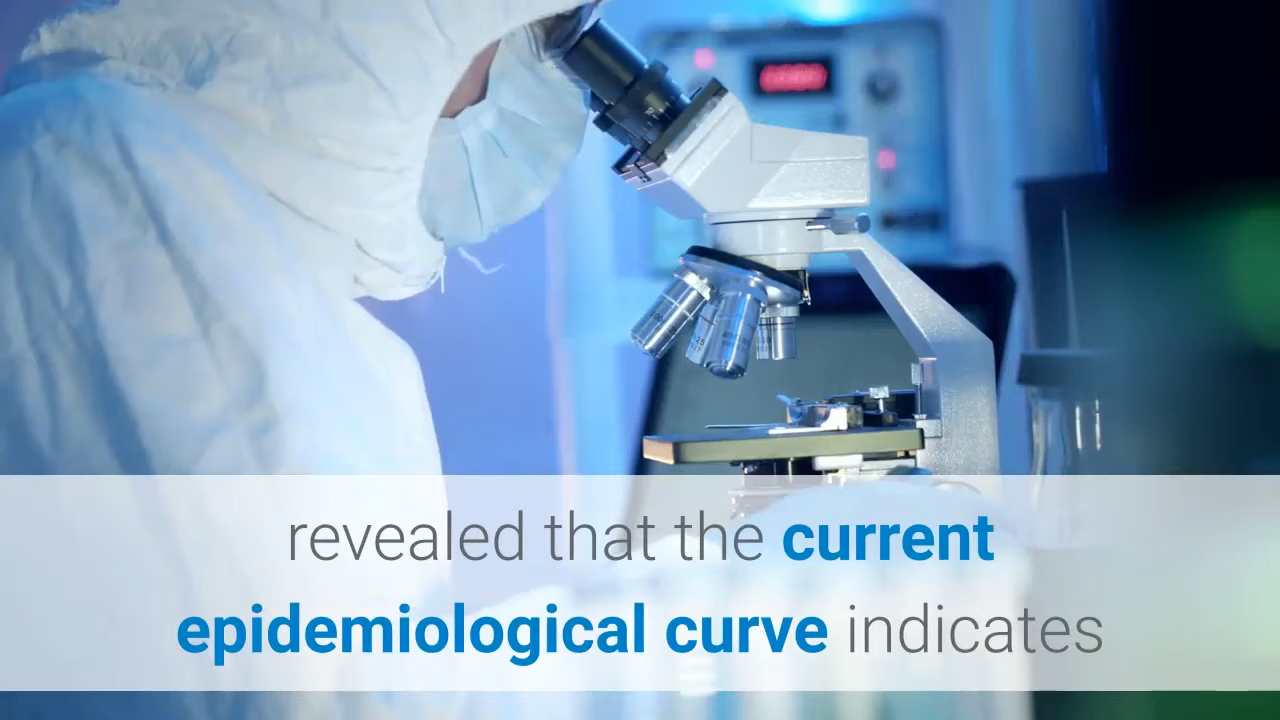 revealed that the current
epidemiological curve indicates